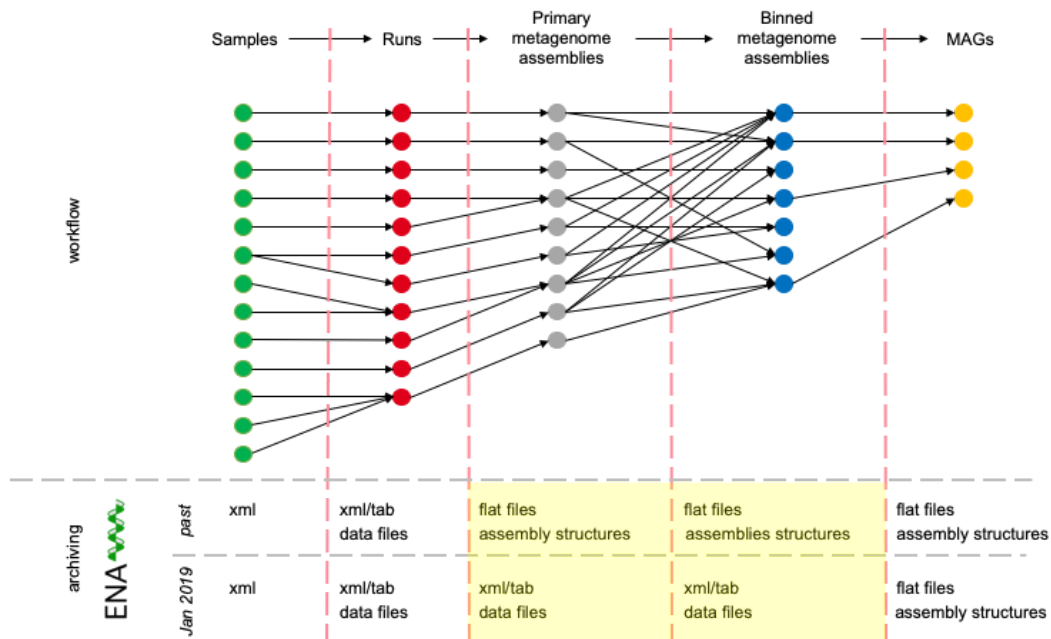 Samples
Runs
Primary
metagenome
assemblies
Binned
metagenome
assemblies
MAGs
workflow
archiving
ENA
past
xml
xml/tab
data files
flat files
assembly structures
flat files
assemblies structures
flat files
assembly structures
Jan 2019
xml
xml/tab
data files
xml/tab
data files
xml/tab
data files
flat files
assembly structures